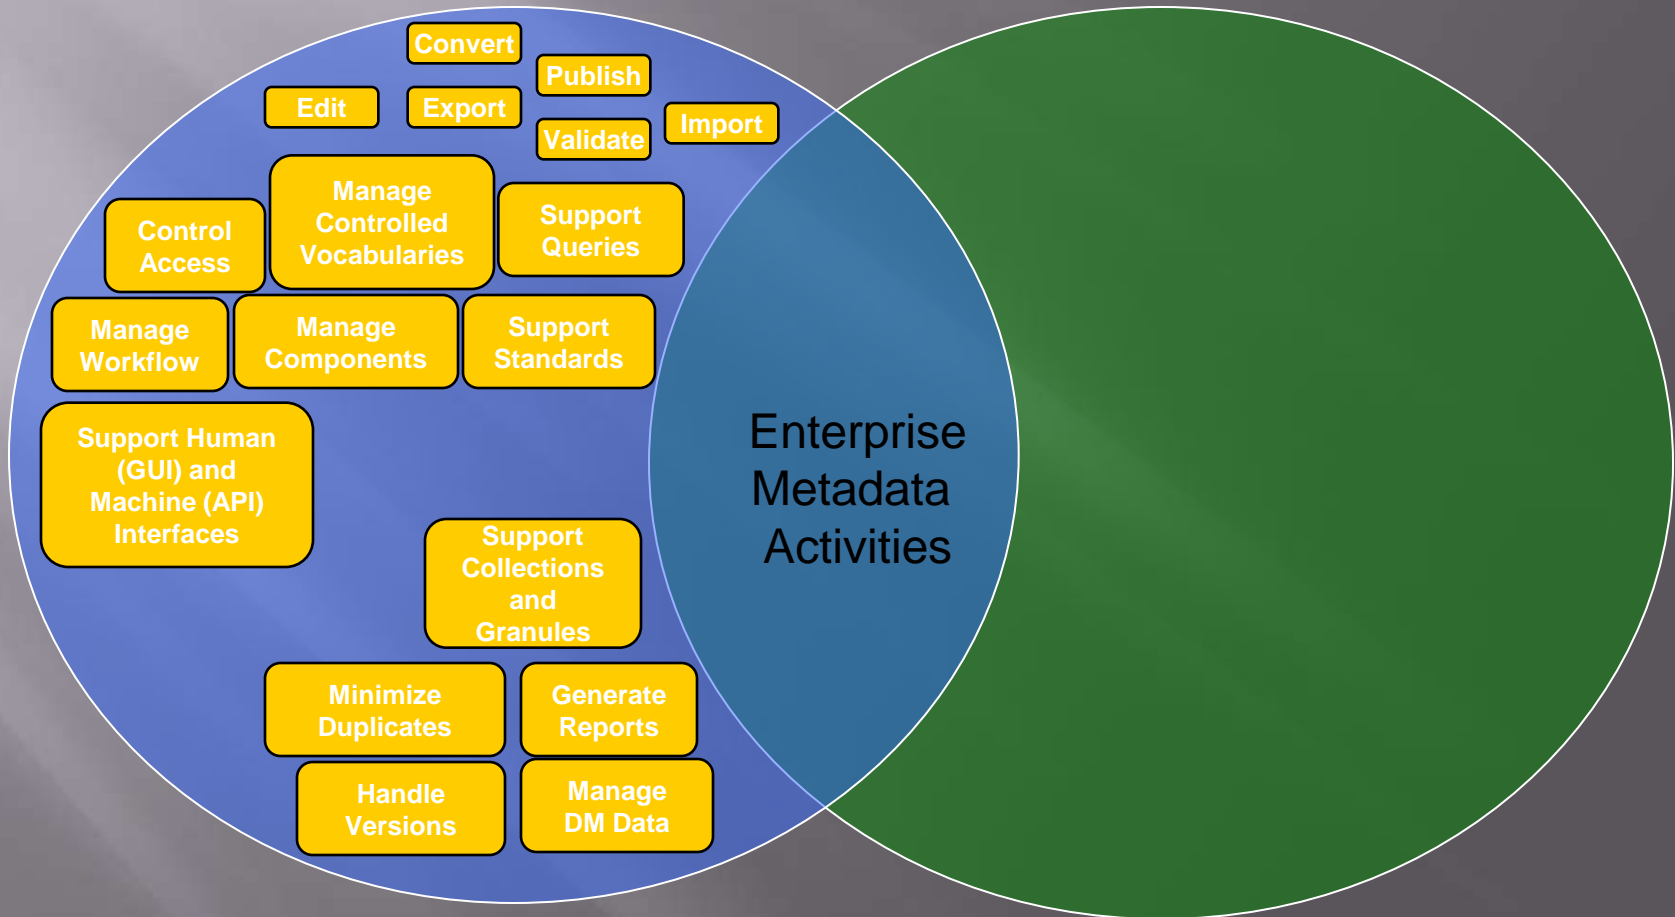 Convert
Publish
Edit
Export
Import
Validate
Manage
Controlled
Vocabularies
Support
Queries
Control
Access
Manage
Workflow
Manage
Components
Support
Standards
Support Human
(GUI) and
Machine (API)
Interfaces
Enterprise
Metadata
Activities
Support
Collections
and
Granules
Minimize
Duplicates
Generate
Reports
Handle
Versions
Manage
DM Data